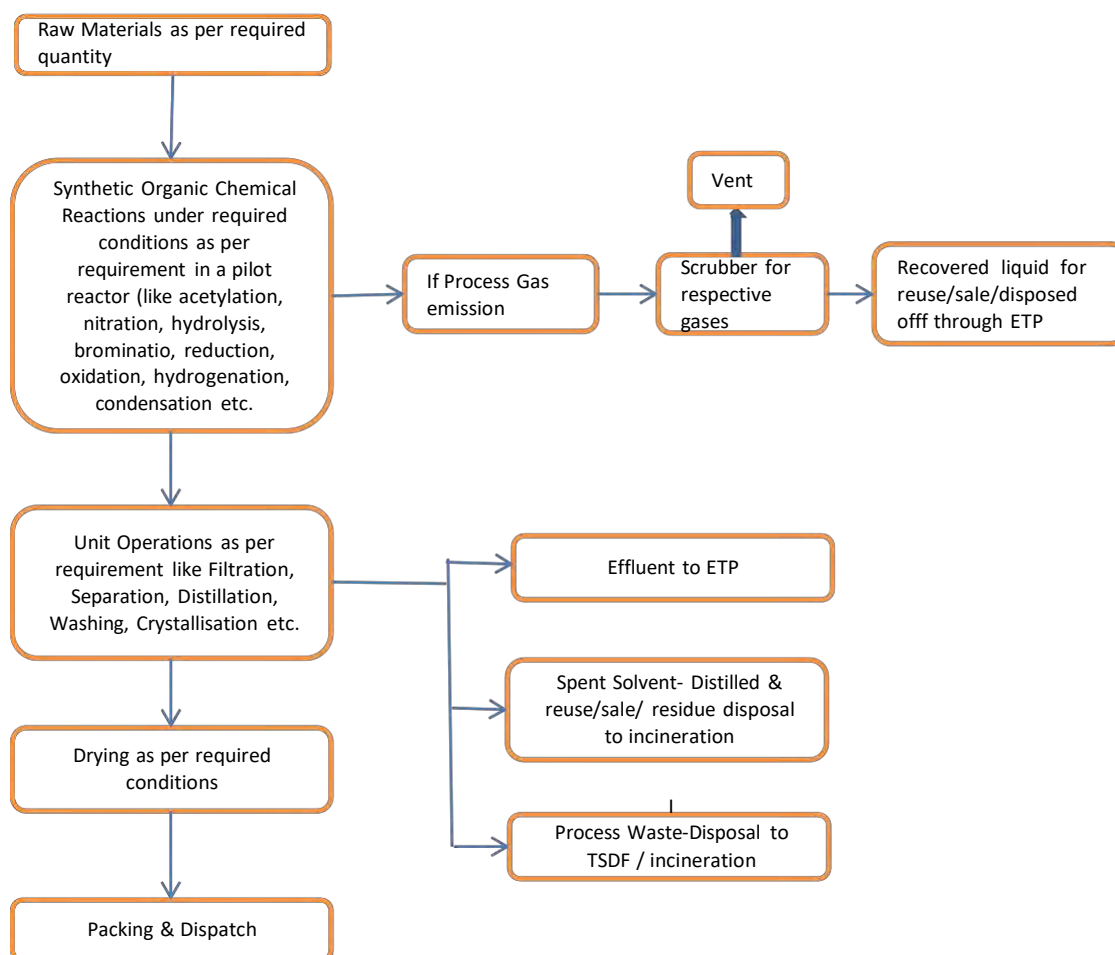 Raw Materials as per required
quantity
Synthetic Organic Chemical
Reactions under required
conditions as per
requirement in a pilot
reactor (like acetylation,
nitration, hydrolysis,
brominatio, reduction,
oxidation, hydrogenation,
condensation etc.
If Process Gas
emission
Vent
Scrubber for
respective
gases
Recovered liquid for
reuse/sale/disposed
offf through ETP
Unit Operations as per
requirement like Filtration,
Separation, Distillation,
Washing, Crystallisation etc.
Effluent to ETP
Spent Solvent- Distilled &
reuse/sale/ residue disposal
to incineration
Drying as per required
conditions
Process Waste-Disposal to
TSDF / incineration
Packing & Dispatch